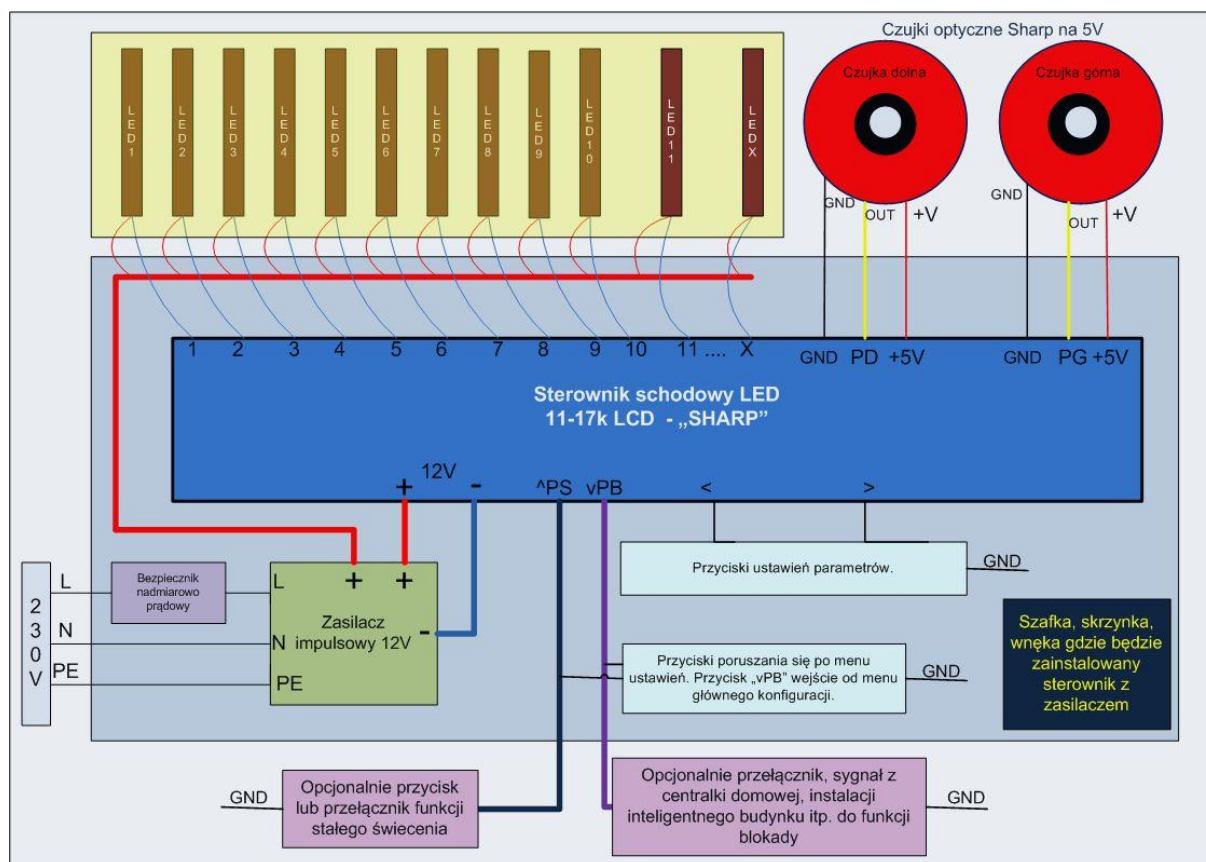 Czujki optyczne Sharp na 5V
LED1
LED2
LED3
LED4
LED5
LED6
LED7
LED8
LED9
LED10
LED11
LEDX
Czujka dolna
Czujka górna
GND
OUT
+V
GND
OUT
+V
1 2 3 4 5 6 7 8 9 10 11 .... X
GND PD +5V
GND PG +5V
Sterownik schodowy LED
11-17k LCD - „SHARP”
+ 12V -
^PS vPB
<
>
230V
L
N
PE
Bezpiecznik
nadmiarowo
prądowy
L
N
PE
+ +
-
Zasilacz
impulsowy 12V
Przyciski ustawień parametrów.
GND
Przyciski poruszania się po menu
ustawień. Przycisk „vPB” wejście od menu
głównego konfiguracji.
GND
Szafka, skrzynka,
wnęka gdzie będzie
zainstalowany
sterownik z
zasilaczem
GND
Opcjonalnie przycisk
lub przełącznik funkcji
stałego świecenia
Opcjonalnie przełącznik, sygnał z
centralki domowej, instalacji
inteligentnego budynku itp. do funkcji
blokady
GND